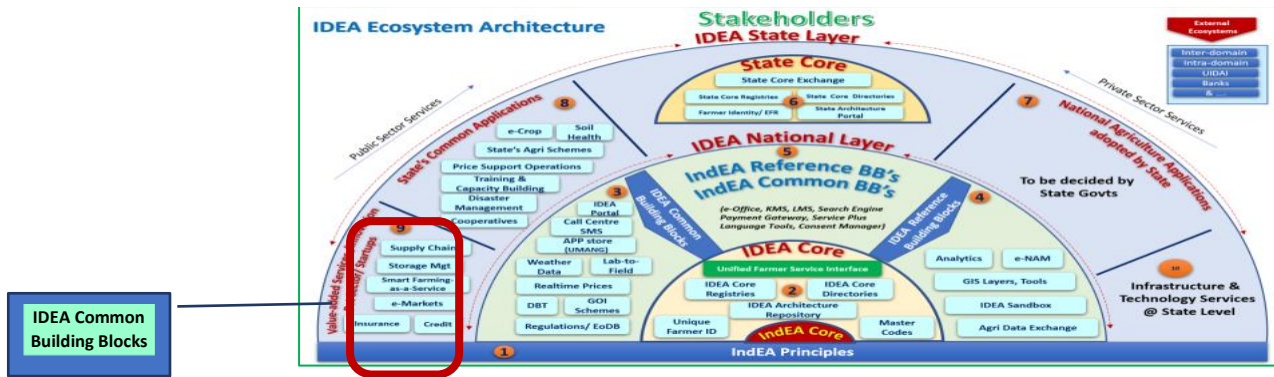 IDEA Ecosystem Architecture
Stakeholders
IDEA State Layer
External
Ecosystems
Inter-domain
Intra-domain
UIDAI
Banks
& ....
Public Sector Services
Private Sector Services
State Core
State Core Exchange
State Core Registries
State Core Directories
6
Farmer Identity/ EFR
State Architecture
Portal
8
State's Common Applications
e-Crop
Soil
Health
State's Agri Schemes
Price Support Operations
Training &
Capacity Building
Disaster
Management
Cooperatives
7
National Agriculture Applications
adopted by State
To be decided by
State Govts
IDEA National Layer
5
IndEA Reference BB's
IndEA Common BB's
(e-Office, KMS, LMS, Search Engine
Payment Gateway, Service Plus
Language Tools, Consent Manager)
3
IDEA Common
Building Blocks
IDEA
Portal
Call Centre
SMS
APP store
(UMANG)
Weather
Data
Lab-to-
Field
Realtime Prices
DBT
GOI
Schemes
Regulations/ EoDB
4
IDEA Reference
Building Blocks
Analytics
e-NAM
GIS Layers, Tools
IDEA Sandbox
Agri Data Exchange
9
Value-added Services
/ Startups
Supply Chain
Storage Mgt
Smart Farming-
as-a-Service
e-Markets
Insurance
Credit
10
Infrastructure &
Technology Services
@ State Level
IDEA Core
Unified Farmer Service Interface
IDEA Core
Registries
2
IDEA Core
Directories
IDEA Architecture
Repository
Unique
Farmer ID
Master
Codes
IndEA Core
1
IndEA Principles
IDEA Common
Building Blocks